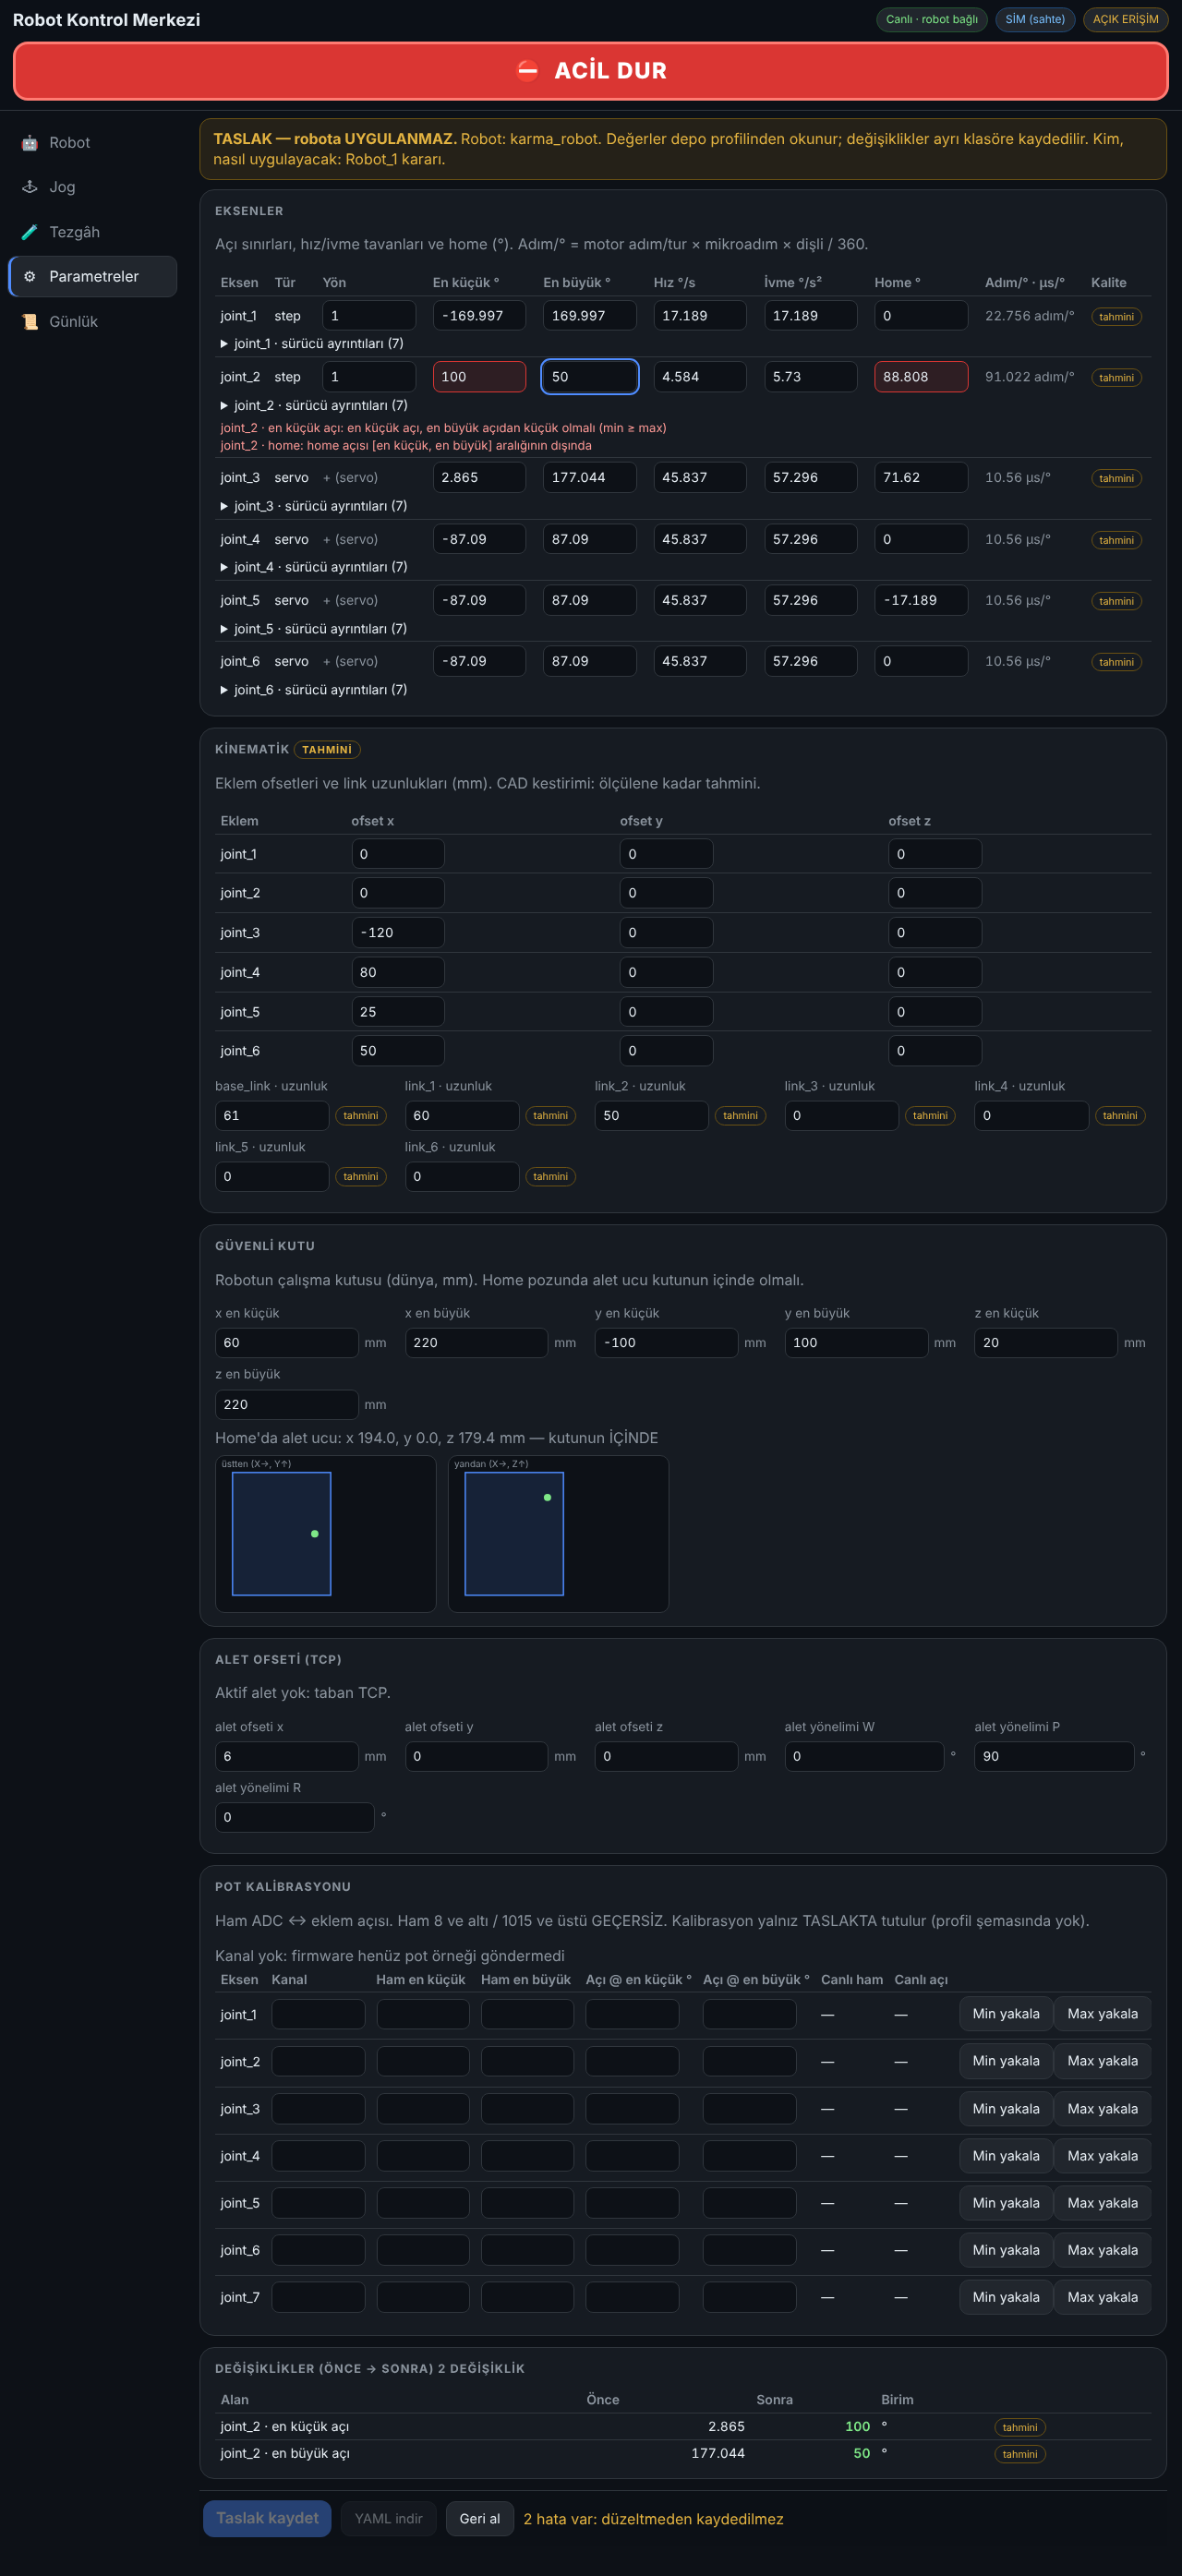 Robot Kontrol Merkezi
Canlı · robot bağlı
SİM (sahte)
AÇIK ERİŞİM
ACİL DUR
Robot
Jog
Tezgâh
Parametreler
Günlük
TASLAK — robota UYGULANMAZ. Robot: karma_robot. Değerler depo profilinden okunur; değişiklikler ayrı klasöre kaydedilir. Kim,
nasıl uygulayacak: Robot_1 kararı.
EKSENLER
Açı sınırları, hız/ivme tavanları ve home (°). Adım/° = motor adım/tur × mikroadım × dişli / 360.
Eksen Tür Yön En küçük ° En büyük ° Hız °/s İvme °/s² Home ° Adım/° · µs/° Kalite
joint_1 step 1 -169.997 169.997 17.189 17.189 0 22.756 adım/° tahmini
▶ joint_1 · sürücü ayrıntıları (7)
joint_2 step 1 100 50 4.584 5.73 88.808 91.022 adım/° tahmini
▶ joint_2 · sürücü ayrıntıları (7)
joint_2 · en küçük açı: en küçük açı, en büyük açıdan küçük olmalı (min ≥ max)
joint_2 · home: home açısı [en küçük, en büyük] aralığının dışında
joint_3 servo + (servo) 2.865 177.044 45.837 57.296 71.62 10.56 µs/° tahmini
▶ joint_3 · sürücü ayrıntıları (7)
joint_4 servo + (servo) -87.09 87.09 45.837 57.296 0 10.56 µs/° tahmini
▶ joint_4 · sürücü ayrıntıları (7)
joint_5 servo + (servo) -87.09 87.09 45.837 57.296 -17.189 10.56 µs/° tahmini
▶ joint_5 · sürücü ayrıntıları (7)
joint_6 servo + (servo) -87.09 87.09 45.837 57.296 0 10.56 µs/° tahmini
▶ joint_6 · sürücü ayrıntıları (7)
KİNEMATİK TAHMİNİ
Eklem ofsetleri ve link uzunlukları (mm). CAD kestirimi: ölçülene kadar tahmini.
Eklem ofset x ofset y ofset z
joint_1 0 0 0
joint_2 0 0 0
joint_3 -120 0 0
joint_4 80 0 0
joint_5 25 0 0
joint_6 50 0 0
base_link · uzunluk link_1 · uzunluk link_2 · uzunluk link_3 · uzunluk link_4 · uzunluk
61 tahmini 60 tahmini 50 tahmini 0 tahmini 0 tahmini
link_5 · uzunluk link_6 · uzunluk
0 tahmini 0 tahmini
GÜVENLİ KUTU
Robotun çalışma kutusu (dünya, mm). Home pozunda alet ucu kutunun içinde olmalı.
x en küçük x en büyük y en küçük y en büyük z en küçük
60 mm 220 mm -100 mm 100 mm 20 mm
z en büyük
220 mm
Home'da alet ucu: x 194.0, y 0.0, z 179.4 mm — kutunun İÇİNDE
üstten (X→, Y↑) yandan (X→, Z↑)
ALET OFSETİ (TCP)
Aktif alet yok: taban TCP.
alet ofseti x alet ofseti y alet ofseti z alet yönelimi W alet yönelimi P
6 mm 0 mm 0 mm 0 ° 90 °
alet yönelimi R
0 °
POT KALİBRASYONU
Ham ADC ↔ eklem açısı. Ham 8 ve altı / 1015 ve üstü GEÇERSİZ. Kalibrasyon yalnız TASLAKTA tutulur (profil şemasında yok).
Kanal yok: firmware henüz pot örneği göndermedi
Eksen Kanal Ham en küçük Ham en büyük Açı @ en küçük ° Açı @ en büyük ° Canlı ham Canlı açı
joint_1 — — Min yakala Max yakala
joint_2 — — Min yakala Max yakala
joint_3 — — Min yakala Max yakala
joint_4 — — Min yakala Max yakala
joint_5 — — Min yakala Max yakala
joint_6 — — Min yakala Max yakala
joint_7 — — Min yakala Max yakala
DEĞİŞİKLİKLER (ÖNCE → SONRA) 2 DEĞİŞİKLİK
Alan Önce Sonra Birim
joint_2 · en küçük açı 2.865 100 ° tahmini
joint_2 · en büyük açı 177.044 50 ° tahmini
Taslak kaydet YAML indir Geri al 2 hata var: düzeltmeden kaydedilmez